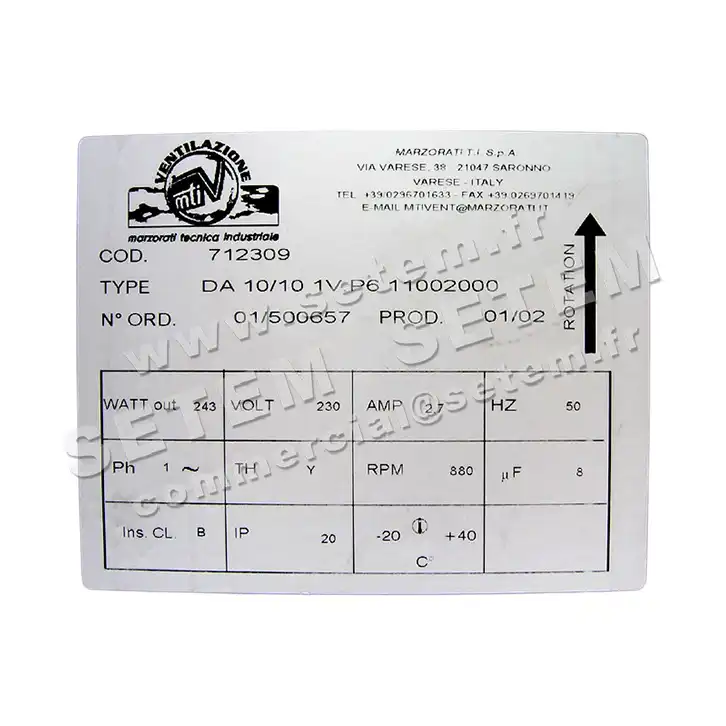 VENTILAZIONE
mti
marzorati tecnica industriale
MARZORATI T.I. S.p.A
VIA VARESE, 38 21047 SARONNO
VARESE - ITALY
TEL +39/0296701633 - FAX +39.0269701419
E-MAIL MTIVENT@MARZORATI.IT
COD. 712309
TYPE DA 10/10 1V P6 11002000
N° ORD. 01/500657 PROD. 01/02
ROTATION
WATT out 243 VOLT 230 AMP 2,7 HZ 50
Ph 1 ~ TH Y RPM 880 µF 8
Ins. CL. B IP 20 -20 +40
C°
www.setem.fr
SETEM SETEM
commercial@setem.fr